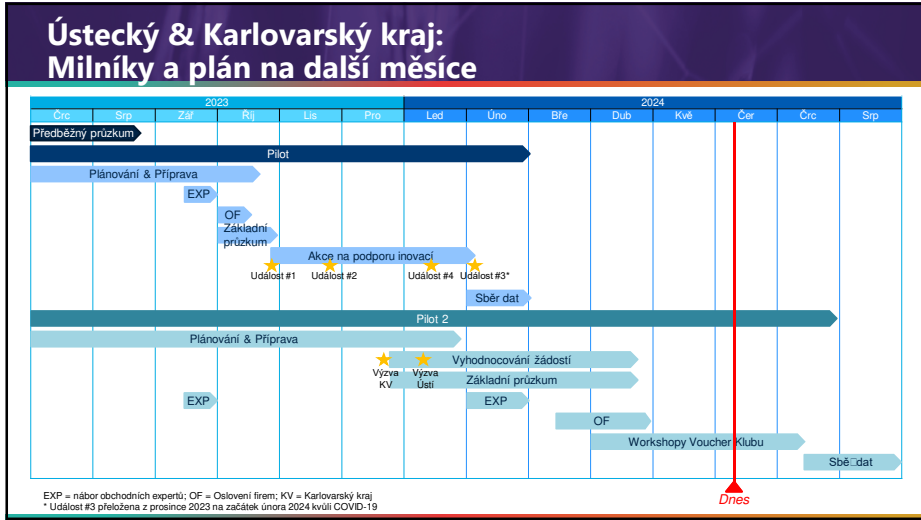 Ústecký & Karlovarský kraj:
Milníky a plán na další měsíce
2023
2024
Črc
Srp
Zář
Říj
Lis
Pro
Led
Úno
Bře
Dub
Kvě
Čer
Črc
Srp
Předběžný průzkum
Pilot
Plánování & Příprava
EXP
OF
Základní
průzkum
Akce na podporu inovací
Událost #1
Událost #2
Událost #4
Událost #3*
Sběr dat
Pilot 2
Plánování & Příprava
Vyhodnocování žádostí
Výzva
KV
Výzva
Ústí
Základní průzkum
EXP
EXP
OF
Workshopy Voucher Klubu
Sbě□dat
Dnes
EXP = nábor obchodních expertů; OF = Oslovení firem; KV = Karlovarský kraj
* Událost #3 přeložena z prosince 2023 na začátek února 2024 kvůli COVID-19